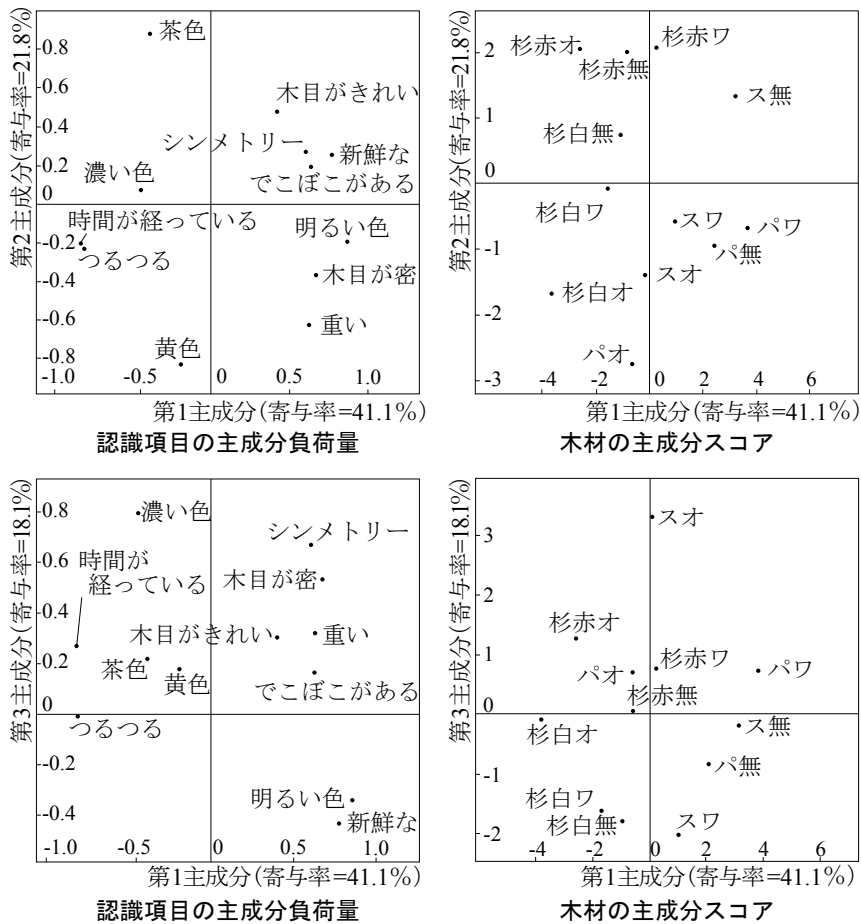 第2主成分(寄与率=21.8%)
0.8
0.6
0.4
0.2
0
-0.2
-0.4
-0.6
-0.8
茶色
木目がきれい
シンメトリー
新鮮な
でこぼこがある
濃い色
時間が経っている
つるつる
明るい色
木目が密
重い
黄色
-1.0
-0.5
0
0.5
1.0
第1主成分(寄与率=41.1%)
認識項目の主成分負荷量
第2主成分(寄与率=21.8%)
2
1
0
-1
-2
-3
杉赤オ
杉赤無
杉赤ワ
ス無
杉白無
杉白ワ
スワ
パワ
パ無
スオ
杉白オ
パオ
-4
-2
0
2
4
6
第1主成分(寄与率=41.1%)
木材の主成分スコア
第3主成分(寄与率=18.1%)
0.8
0.6
0.4
0.2
0
-0.2
-0.4
濃い色
シンメトリー
時間が
経っている
木目が密
木目がきれい
重い
茶色
黄色
でこぼこがある
つるつる
明るい色
新鮮な
-1.0
-0.5
0
0.5
1.0
第1主成分(寄与率=41.1%)
認識項目の主成分負荷量
第3主成分(寄与率=18.1%)
3
2
1
0
-1
-2
スオ
杉赤オ
杉赤ワ
パオ
パワ
杉赤無
杉白オ
ス無
パ無
杉白ワ
杉白無
スワ
-4
-2
0
2
4
6
第1主成分(寄与率=41.1%)
木材の主成分スコア